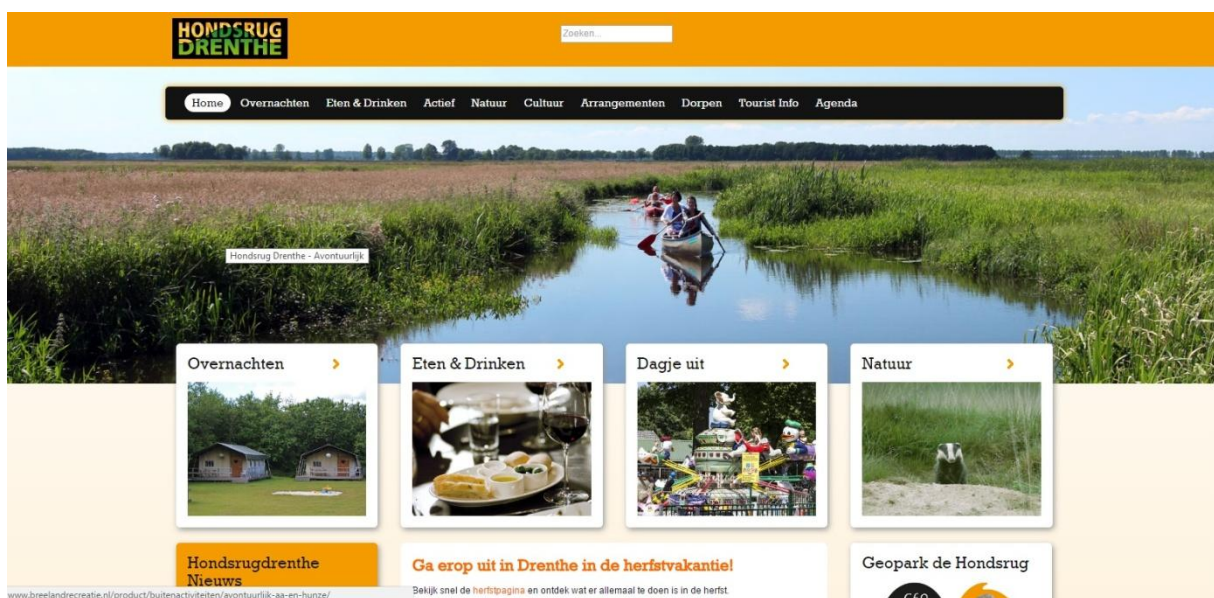 HONDSRUG
DRENTHE
Zoeken...
Home Overnachten Eten & Drinken Actief Natuur Cultuur Arrangementen Dorpen Tourist Info Agenda
Hondsrug Drenthe - Avontuurlijk
Overnachten
Eten & Drinken
Dagje uit
Natuur
Hondsrugdrenthe
Nieuws
Ga erop uit in Drenthe in de herfstvakantie!
Bekijk snel de herfstpagina en ontdek wat er allemaal te doen is in de herfst.
Geopark de Hondsrug
www.breelandrecreatie.nl/product/buitenactiviteiten/avontuurlijk-aa-en-hunze/